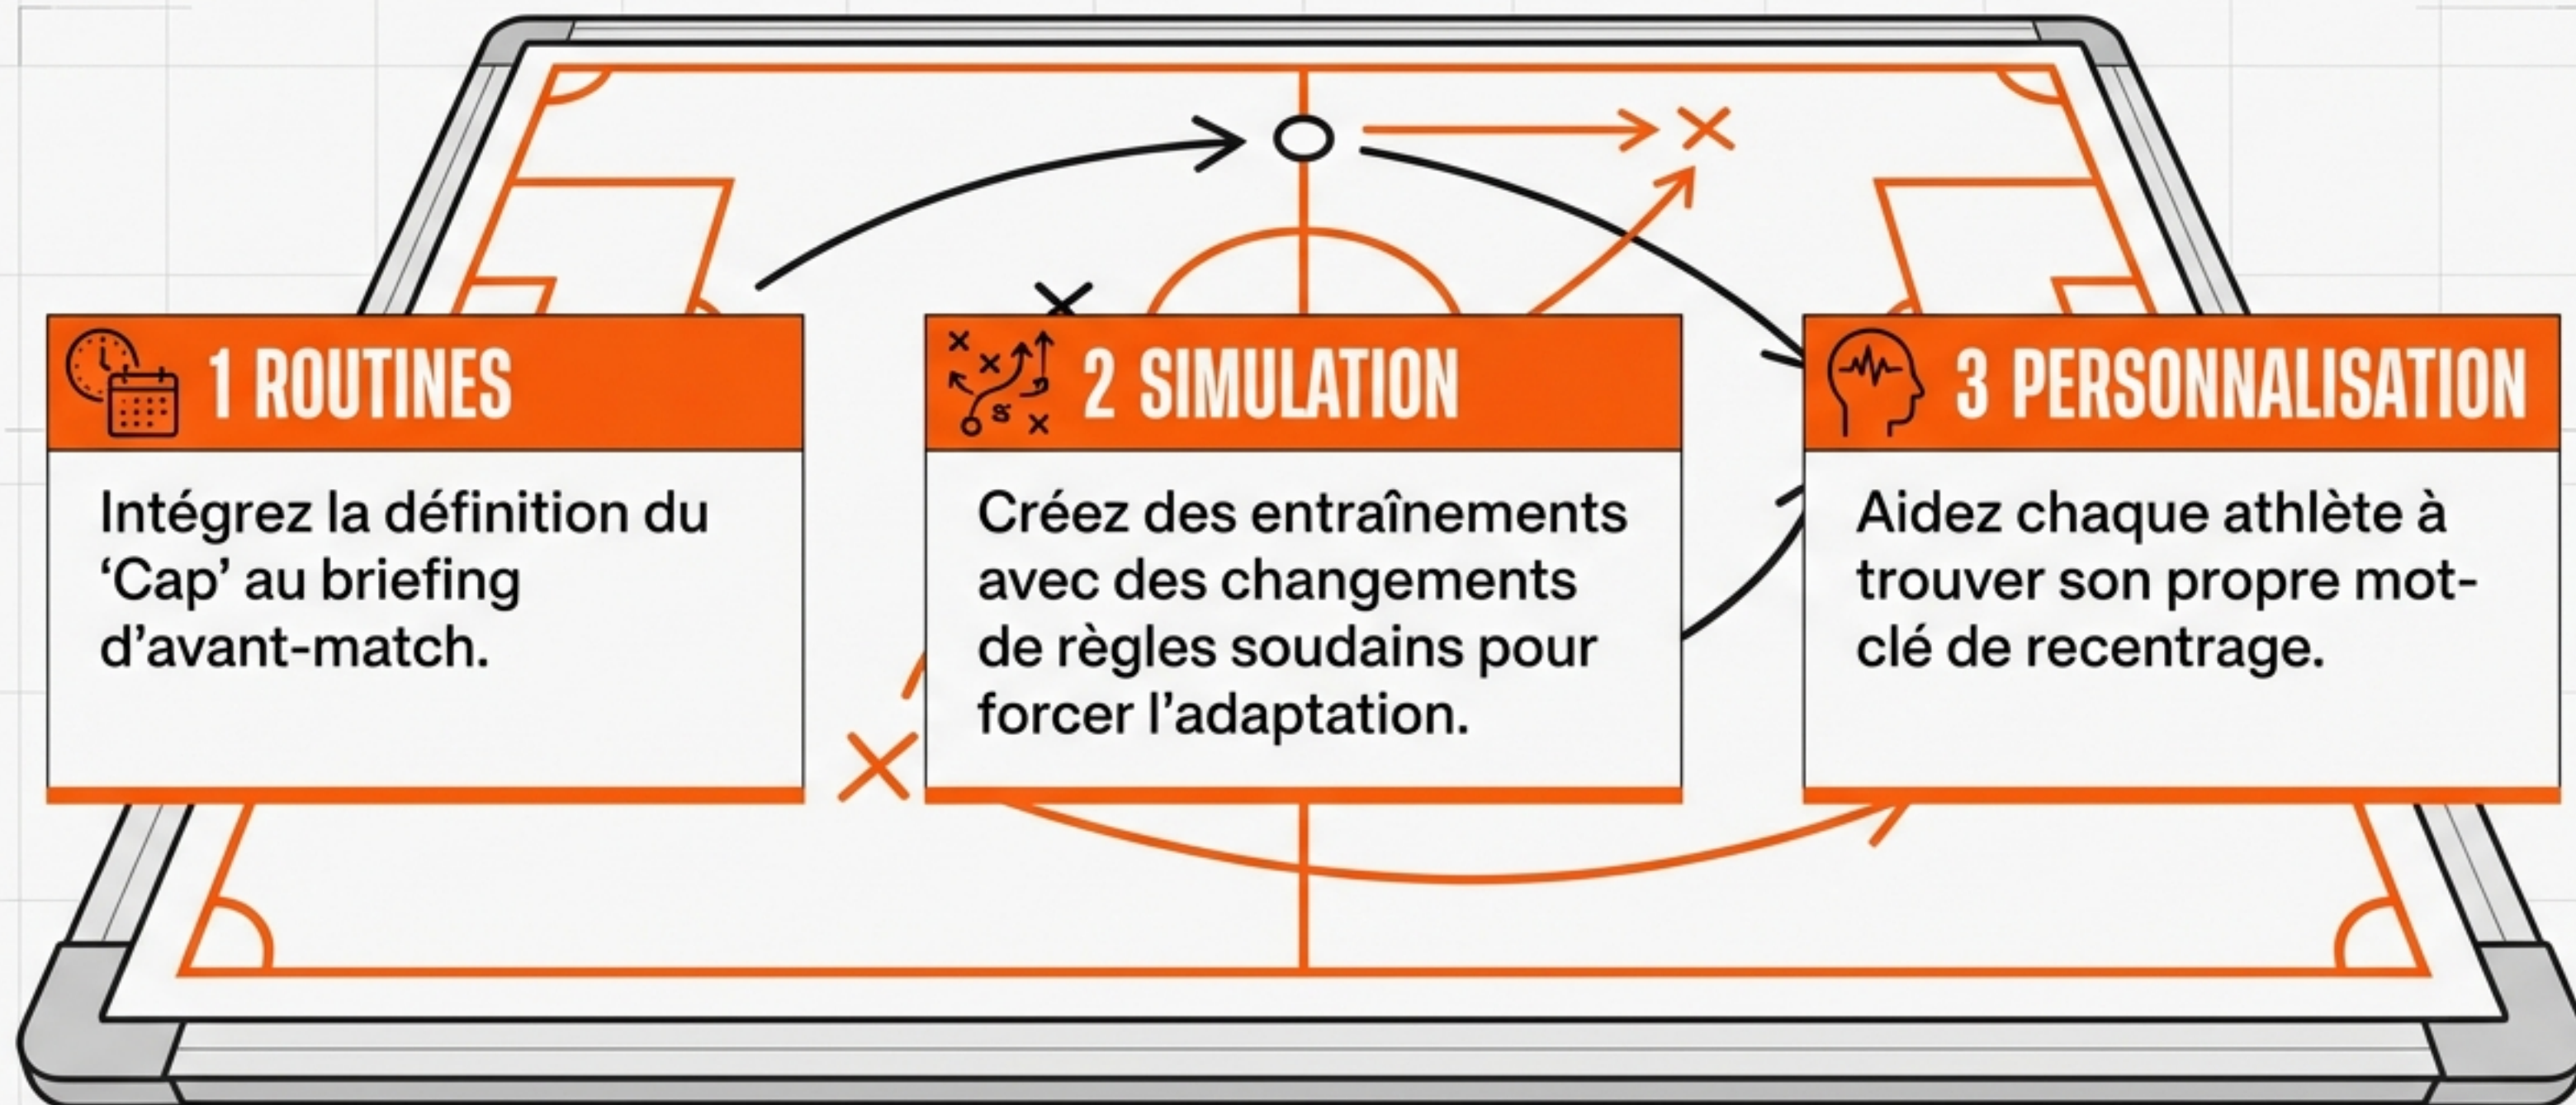 1 ROUTINES
Intégrez la définition du
‘Cap’ au briefing
d’avant-match.
2 SIMULATION
Créez des entraînements
avec des changements
de règles soudains pour
forcer l’adaptation.
3 PERSONNALISATION
Aidez chaque athlète à
trouver son propre mot-
clé de recentrage.